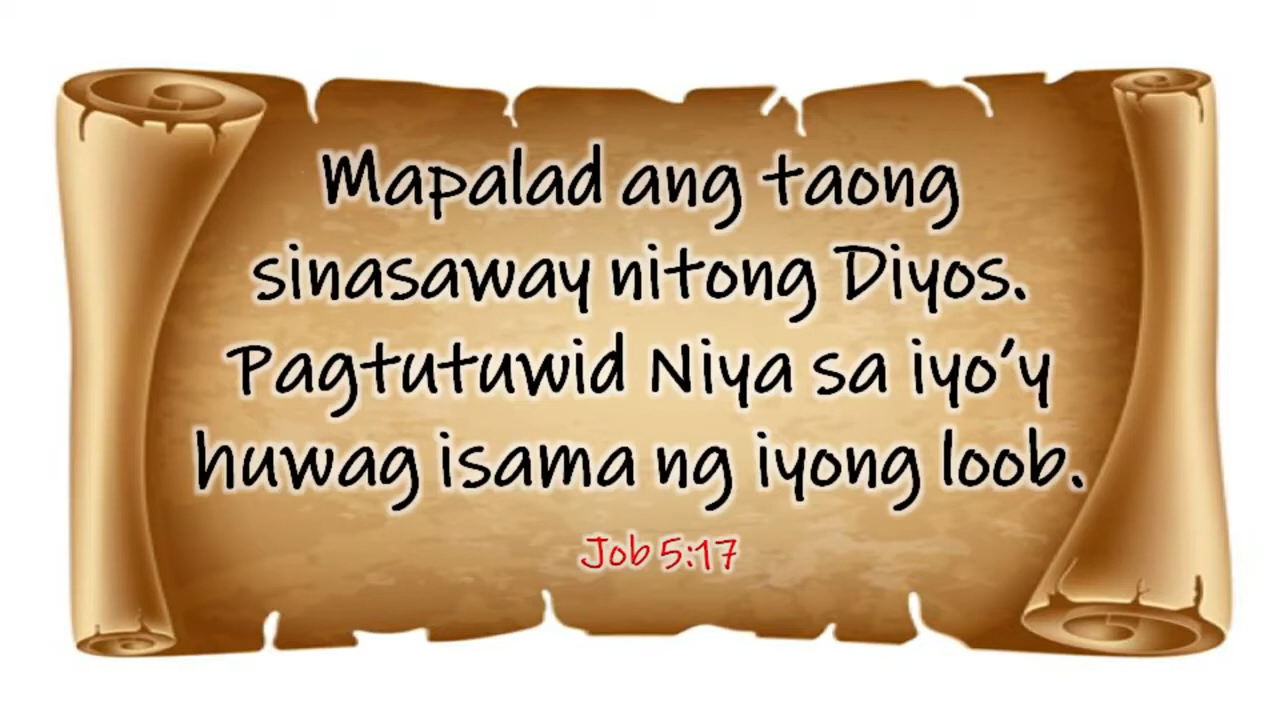 Mapalad ang taong
sinasaway nitong Diyos.
Pagtutuwid Niya sa iyo'y
huwag isama ng iyong loob.
Job 5:17